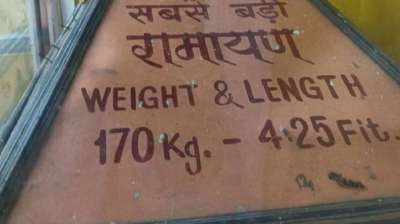 सबसे बड़ी
रामायण
WEIGHT & LENGTH
170 Kg. - 4.25 Fit.